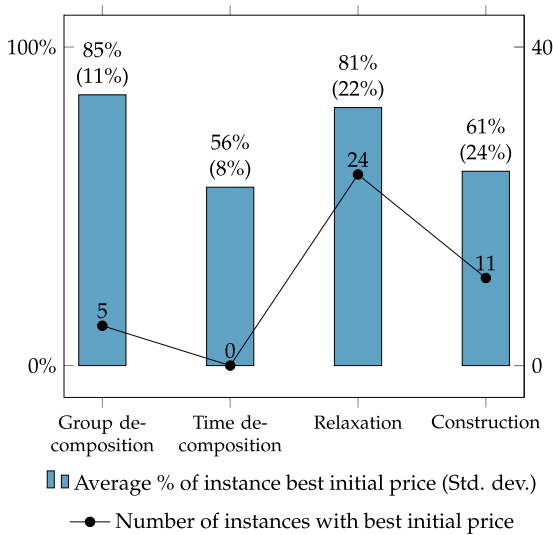 100%
40
85%
(11%)
56%
(8%)
81%
(22%)
61%
(24%)
5
0
24
11
0%
0
Group de-
composition
Time de-
composition
Relaxation
Construction
Average % of instance best initial price (Std. dev.)
Number of instances with best initial price